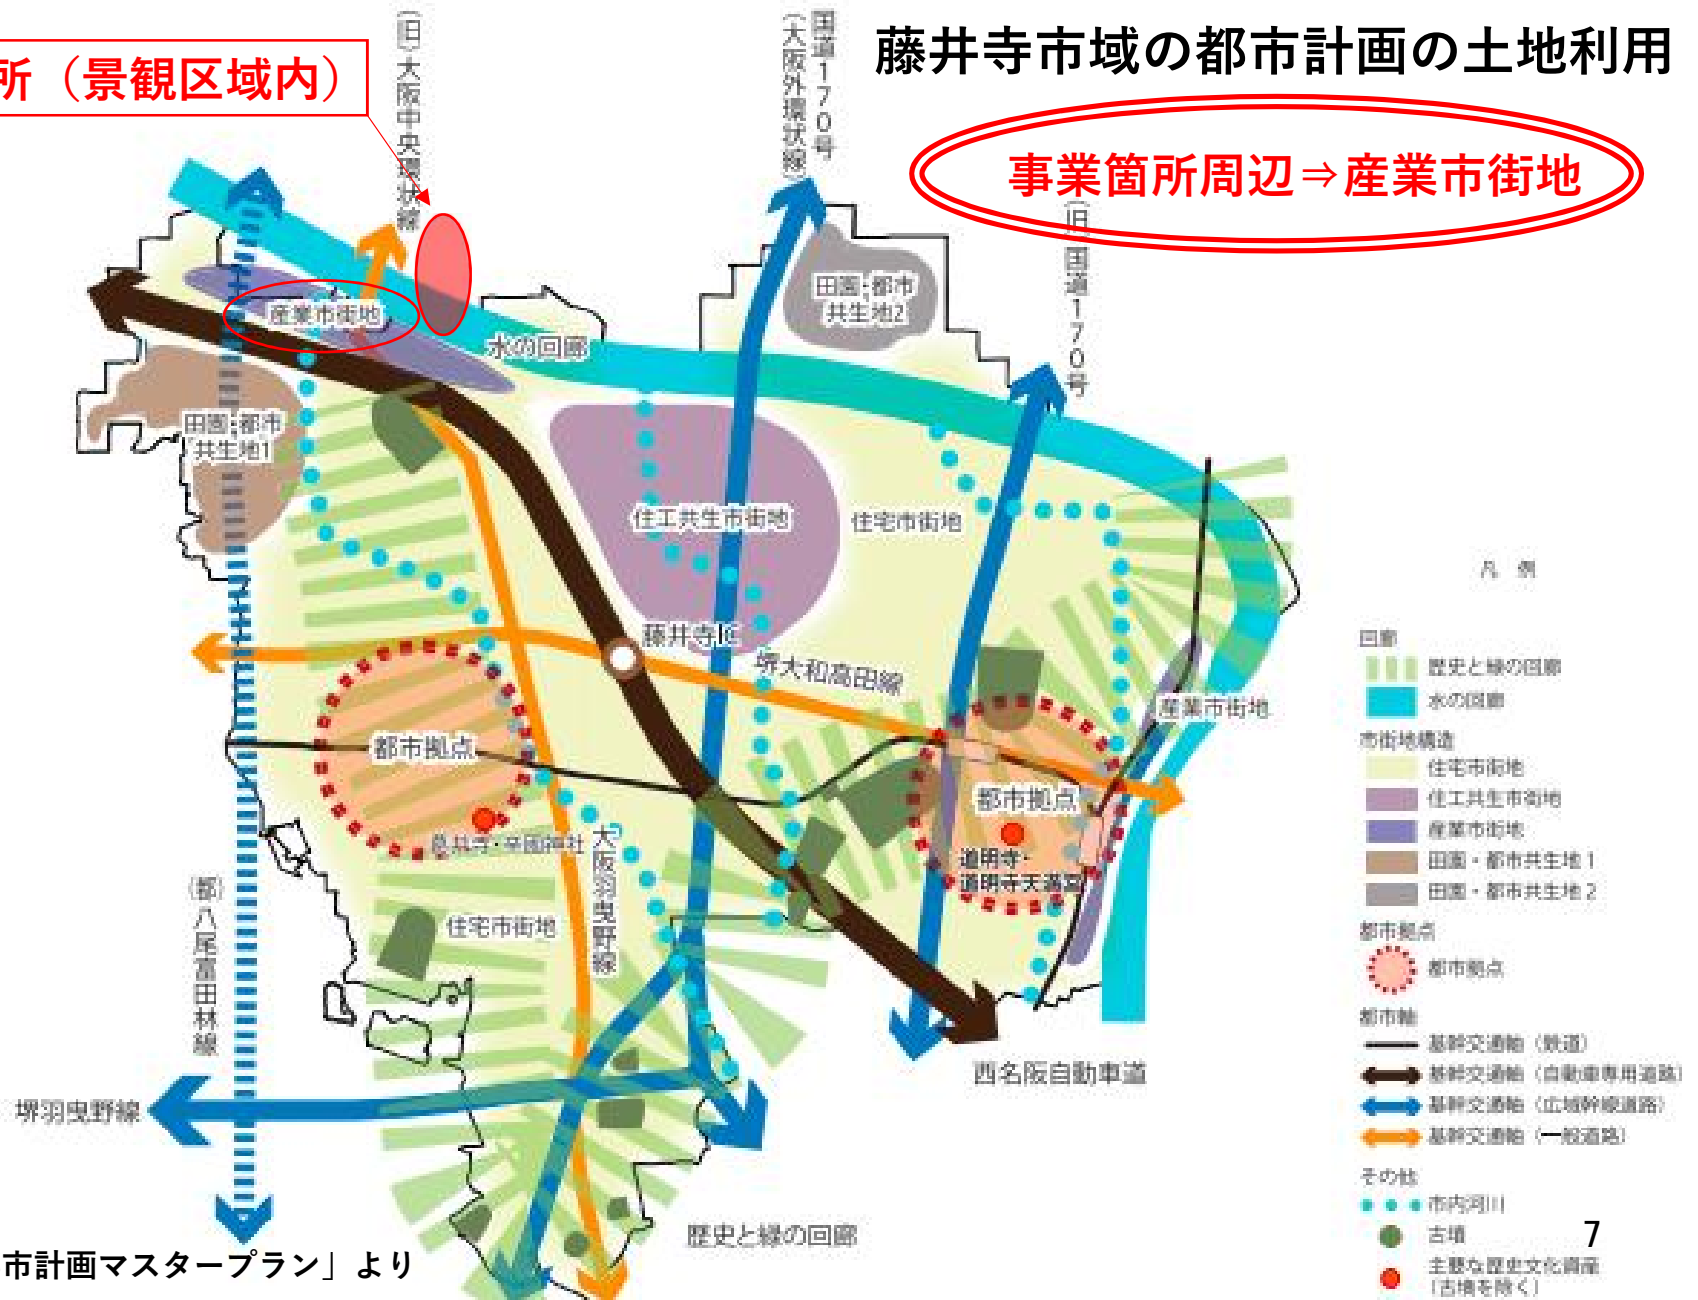 藤井寺市域の都市計画の土地利用
所（景観区域内）
事業箇所周辺⇒産業市街地
(旧)大阪中央環状線
国道170号
(大阪外環状線)
(旧)国道170号
田園・都市
共生地2
産業市街地
水の回廊
田園・都市
共生地1
住工共生市街地
住宅市街地
藤井寺IC
堺大和高田線
産業市街地
都市拠点
都市拠点
葛井寺・辛國神社
道明寺・
道明寺天満宮
大阪羽曳野線
住宅市街地
(都)八尾富田林線
西名阪自動車道
堺羽曳野線
歴史と緑の回廊
市計画マスタープラン」より
凡 例
回廊
歴史と緑の回廊
水の回廊
市街地構造
住宅市街地
住工共生市街地
産業市街地
田園・都市共生地1
田園・都市共生地2
都市拠点
都市拠点
都市軸
基幹交通軸（鉄道）
基幹交通軸（自動車専用道路）
基幹交通軸（広域幹線道路）
基幹交通軸（一般道路）
その他
市内河川
古墳
主要な歴史文化資産
(古墳を除く)
7